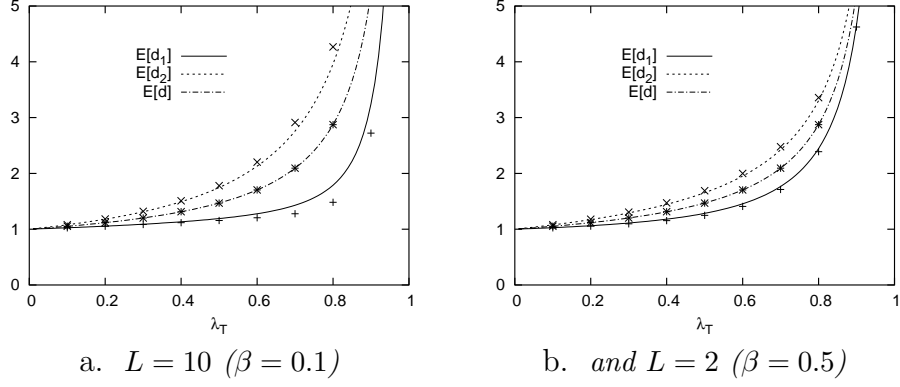 5
4
3
2
1
0
E[d₁]
E[d₂]
E[d]
0 0.2 0.4 0.6 0.8 1
λ_T
a. L = 10 (β = 0.1)
5
4
3
2
1
0
E[d₁]
E[d₂]
E[d]
0 0.2 0.4 0.6 0.8 1
λ_T
b. and L = 2 (β = 0.5)